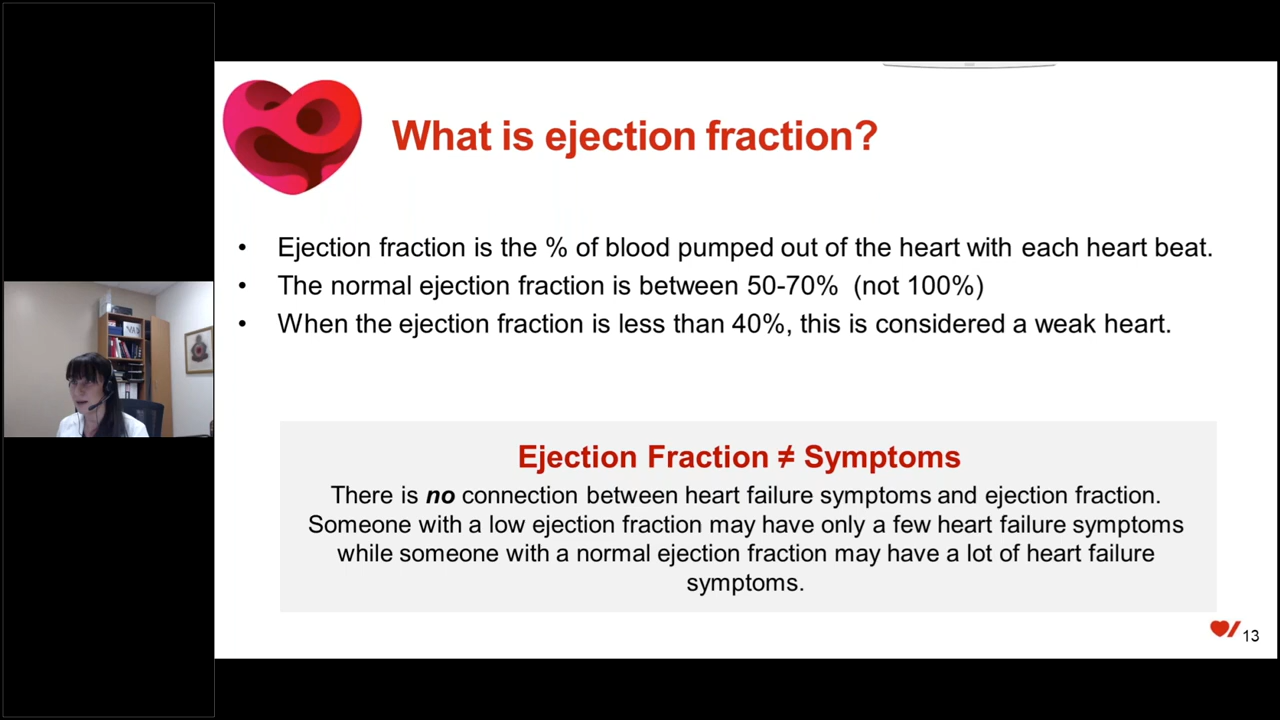 What is ejection fraction?
• Ejection fraction is the % of blood pumped out of the heart with each heart beat.
• The normal ejection fraction is between 50-70% (not 100%)
• When the ejection fraction is less than 40%, this is considered a weak heart.
Ejection Fraction ≠ Symptoms
There is no connection between heart failure symptoms and ejection fraction.
Someone with a low ejection fraction may have only a few heart failure symptoms
while someone with a normal ejection fraction may have a lot of heart failure
symptoms.
13